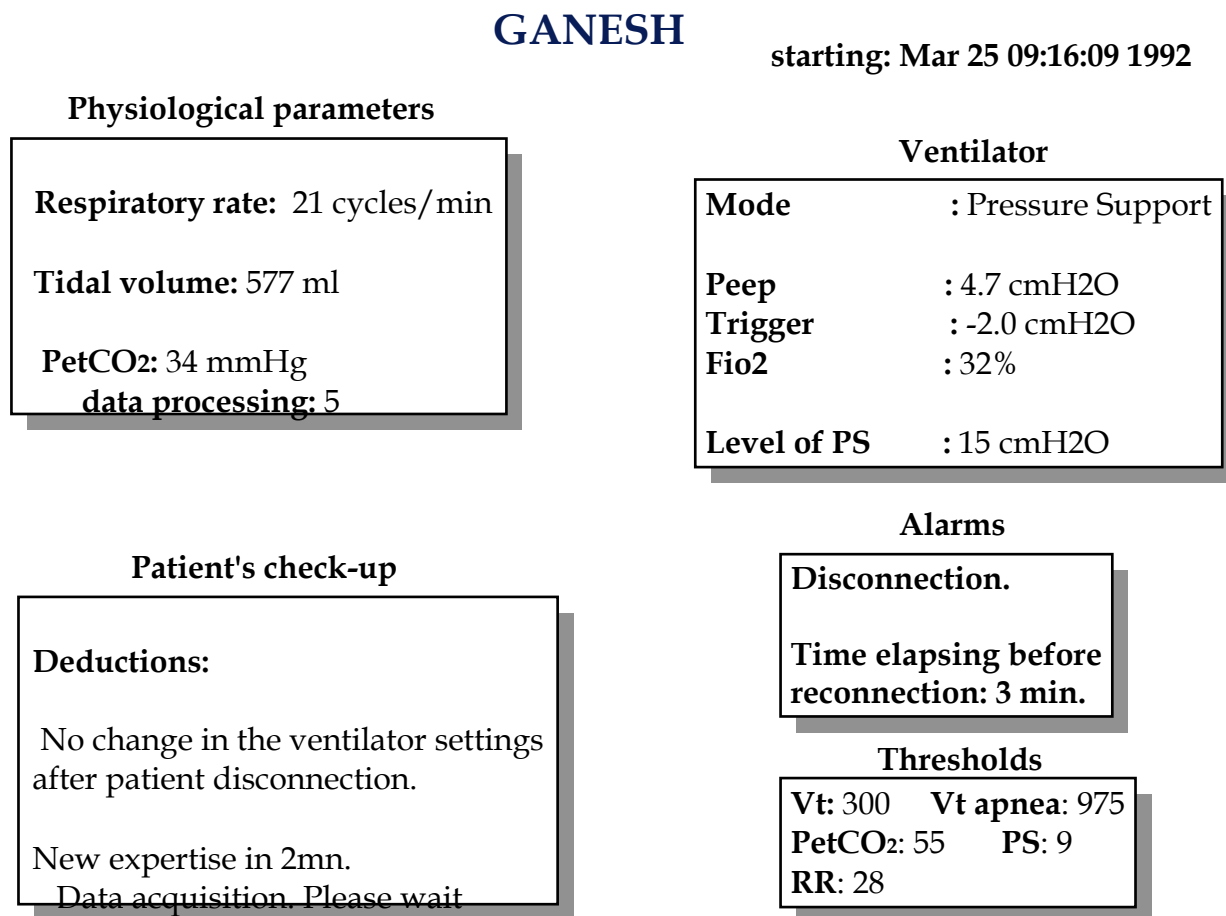 GANESH
starting: Mar 25 09:16:09 1992
Physiological parameters
Respiratory rate: 21 cycles/min
Tidal volume: 577 ml
PetCO2: 34 mmHg
data processing: 5
Ventilator
Mode : Pressure Support
Peep : 4.7 cmH2O
Trigger : -2.0 cmH2O
Fio2 : 32%
Level of PS : 15 cmH2O
Patient's check-up
Deductions:
No change in the ventilator settings
after patient disconnection.
New expertise in 2mn.
Data acquisition. Please wait
Alarms
Disconnection.
Time elapsing before
reconnection: 3 min.
Thresholds
Vt: 300 Vt apnea: 975
PetCO2: 55 PS: 9
RR: 28